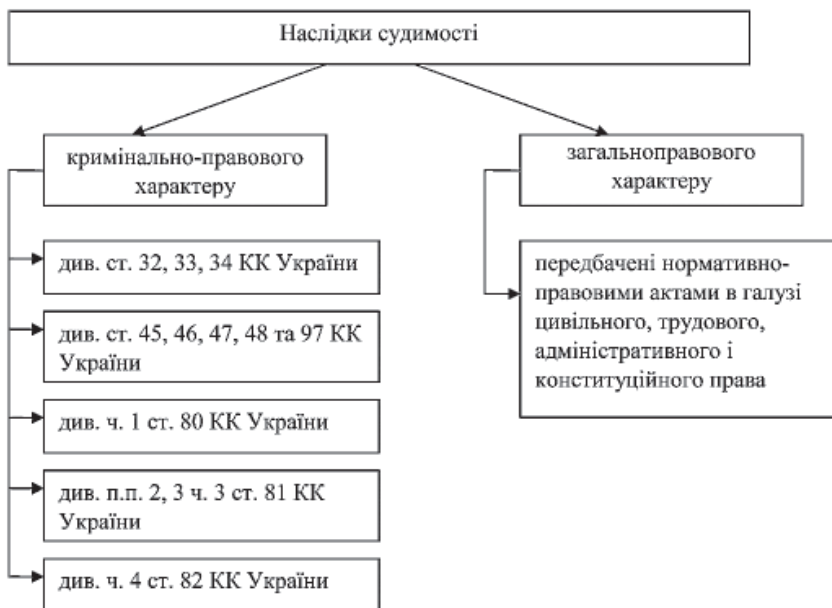 Наслідки судимості
кримінально-правового
характеру
див. ст. 32, 33, 34 КК України
див. ст. 45, 46, 47, 48 та 97 КК
України
див. ч. 1 ст. 80 КК України
див. п.п. 2, 3 ч. 3 ст. 81 КК
України
див. ч. 4 ст. 82 КК України
загальноправового
характеру
передбачені нормативно-
правовими актами в галузі
цивільного, трудового,
адміністративного і
конституційного права